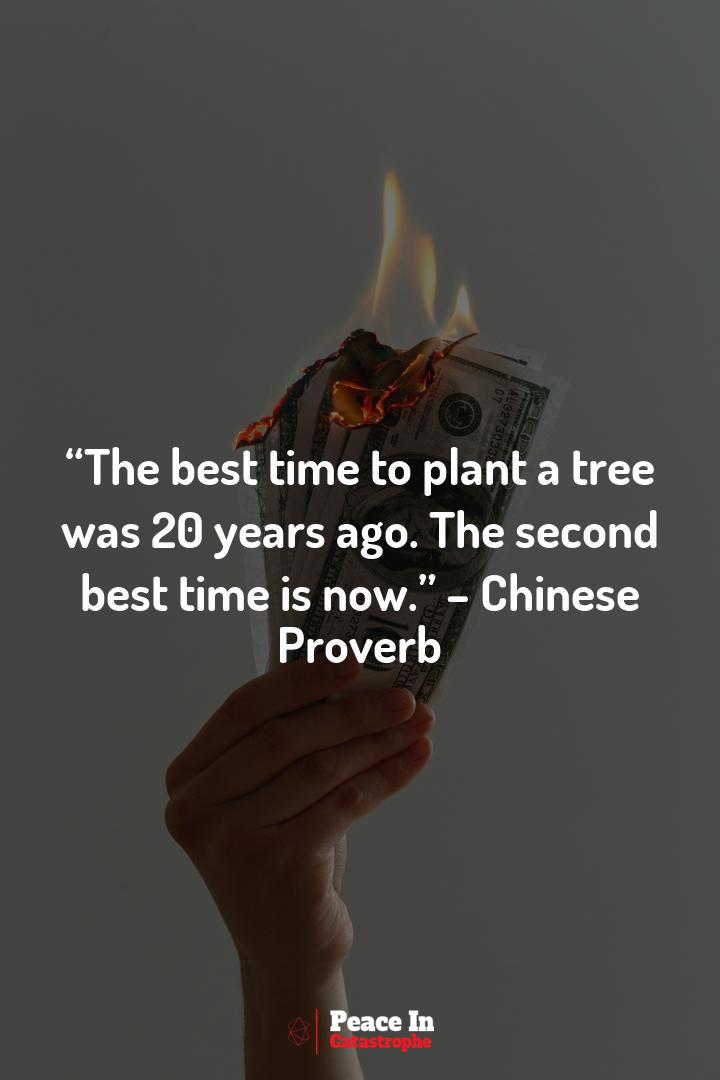 “The best time to plant a tree
was 20 years ago. The second
best time is now.” – Chinese
Proverb
Peace In
Catastrophe